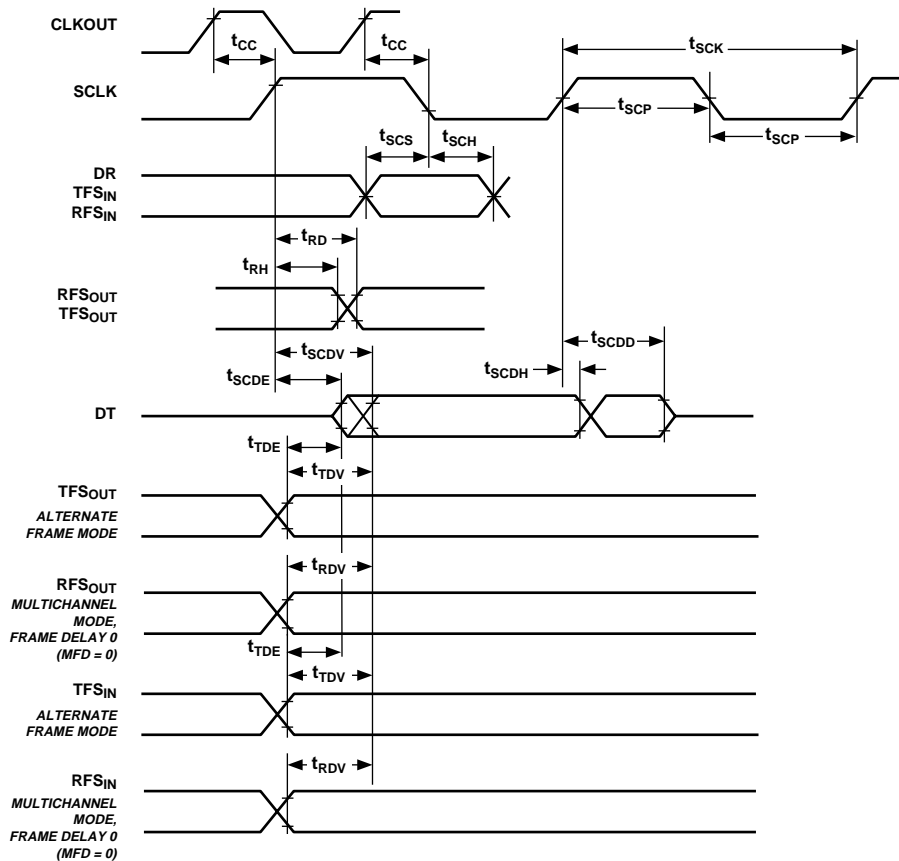 CLKOUT
tCC tCC tSCK
SCLK
tSCP
tSCS tSCH tSCP
DR
TFSIN
RFSIN
tRD
tRH
RFSOUT
TFSOUT
tSCDV tSCDD
tSCDE tSCDH
DT
tTDE
tTDV
TFSOUT
ALTERNATE
FRAME MODE
tRDV
RFSOUT
MULTICHANNEL
MODE,
FRAME DELAY 0
(MFD = 0)
tTDE
tTDV
TFSIN
ALTERNATE
FRAME MODE
tRDV
RFSIN
MULTICHANNEL
MODE,
FRAME DELAY 0
(MFD = 0)